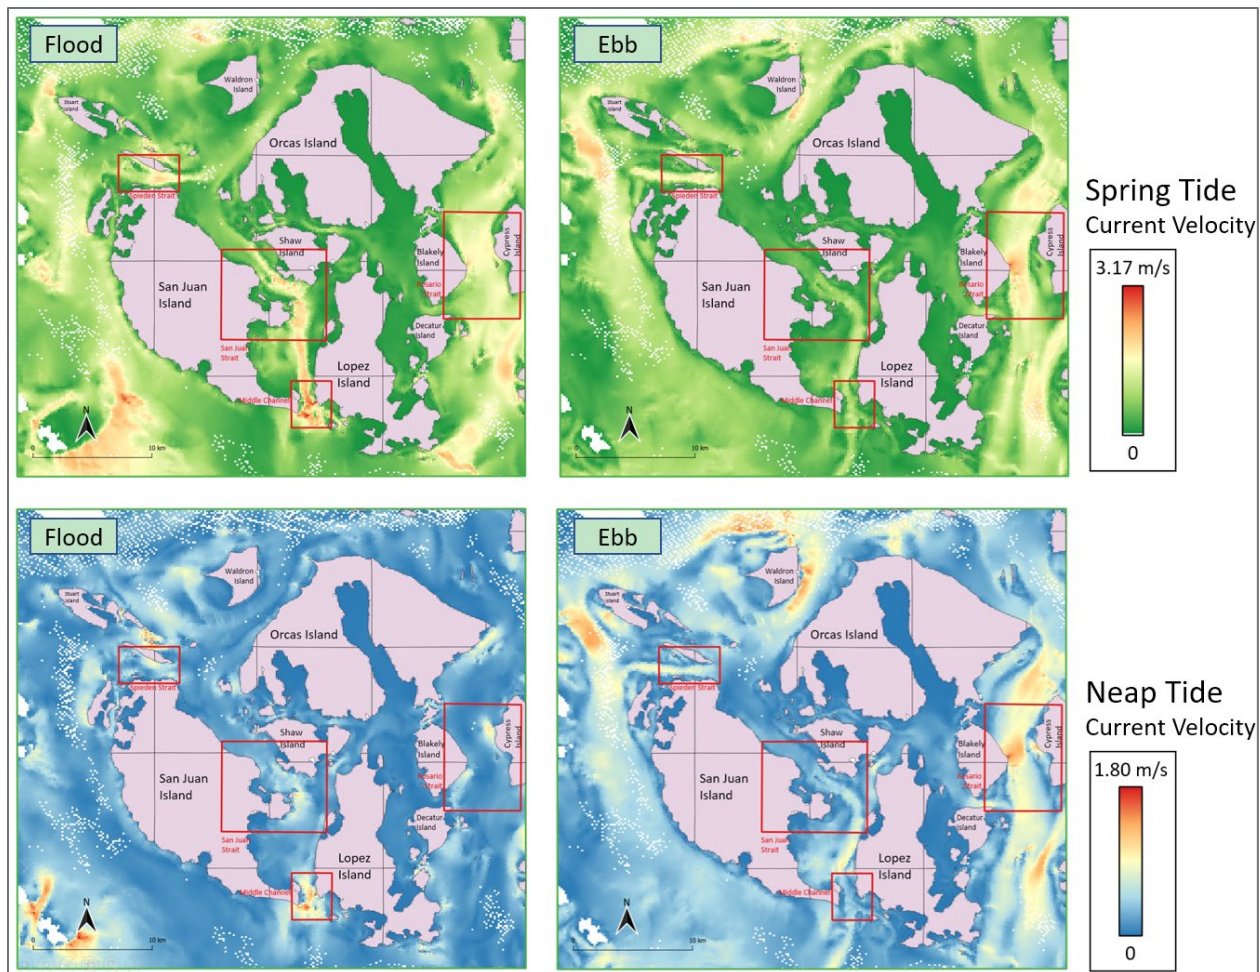 Flood
Waldron
Island
Stuart
Island
Orcas Island
Spieden Strait
Shaw
Island
San Juan
Island
Blakely
Island
Rosario
Strait
Cypress
Island
Decatur
Island
San Juan
Strait
Lopez
Island
Middle Channel
N
0
10 km
Ebb
Waldron
Island
Stuart
Island
Orcas Island
Spieden Strait
Shaw
Island
San Juan
Island
Blakely
Island
Rosario
Strait
Cypress
Island
Decatur
Island
San Juan
Strait
Lopez
Island
Middle Channel
N
0
10 km
Spring Tide
Current Velocity
3.17 m/s
0
Flood
Waldron
Island
Stuart
Island
Orcas Island
Spieden Strait
Shaw
Island
San Juan
Island
Blakely
Island
Rosario
Strait
Cypress
Island
Decatur
Island
San Juan
Strait
Lopez
Island
Middle Channel
N
0
10 km
Ebb
Waldron
Island
Stuart
Island
Orcas Island
Spieden Strait
Shaw
Island
San Juan
Island
Blakely
Island
Rosario
Strait
Cypress
Island
Decatur
Island
San Juan
Strait
Lopez
Island
Middle Channel
N
0
10 km
Neap Tide
Current Velocity
1.80 m/s
0